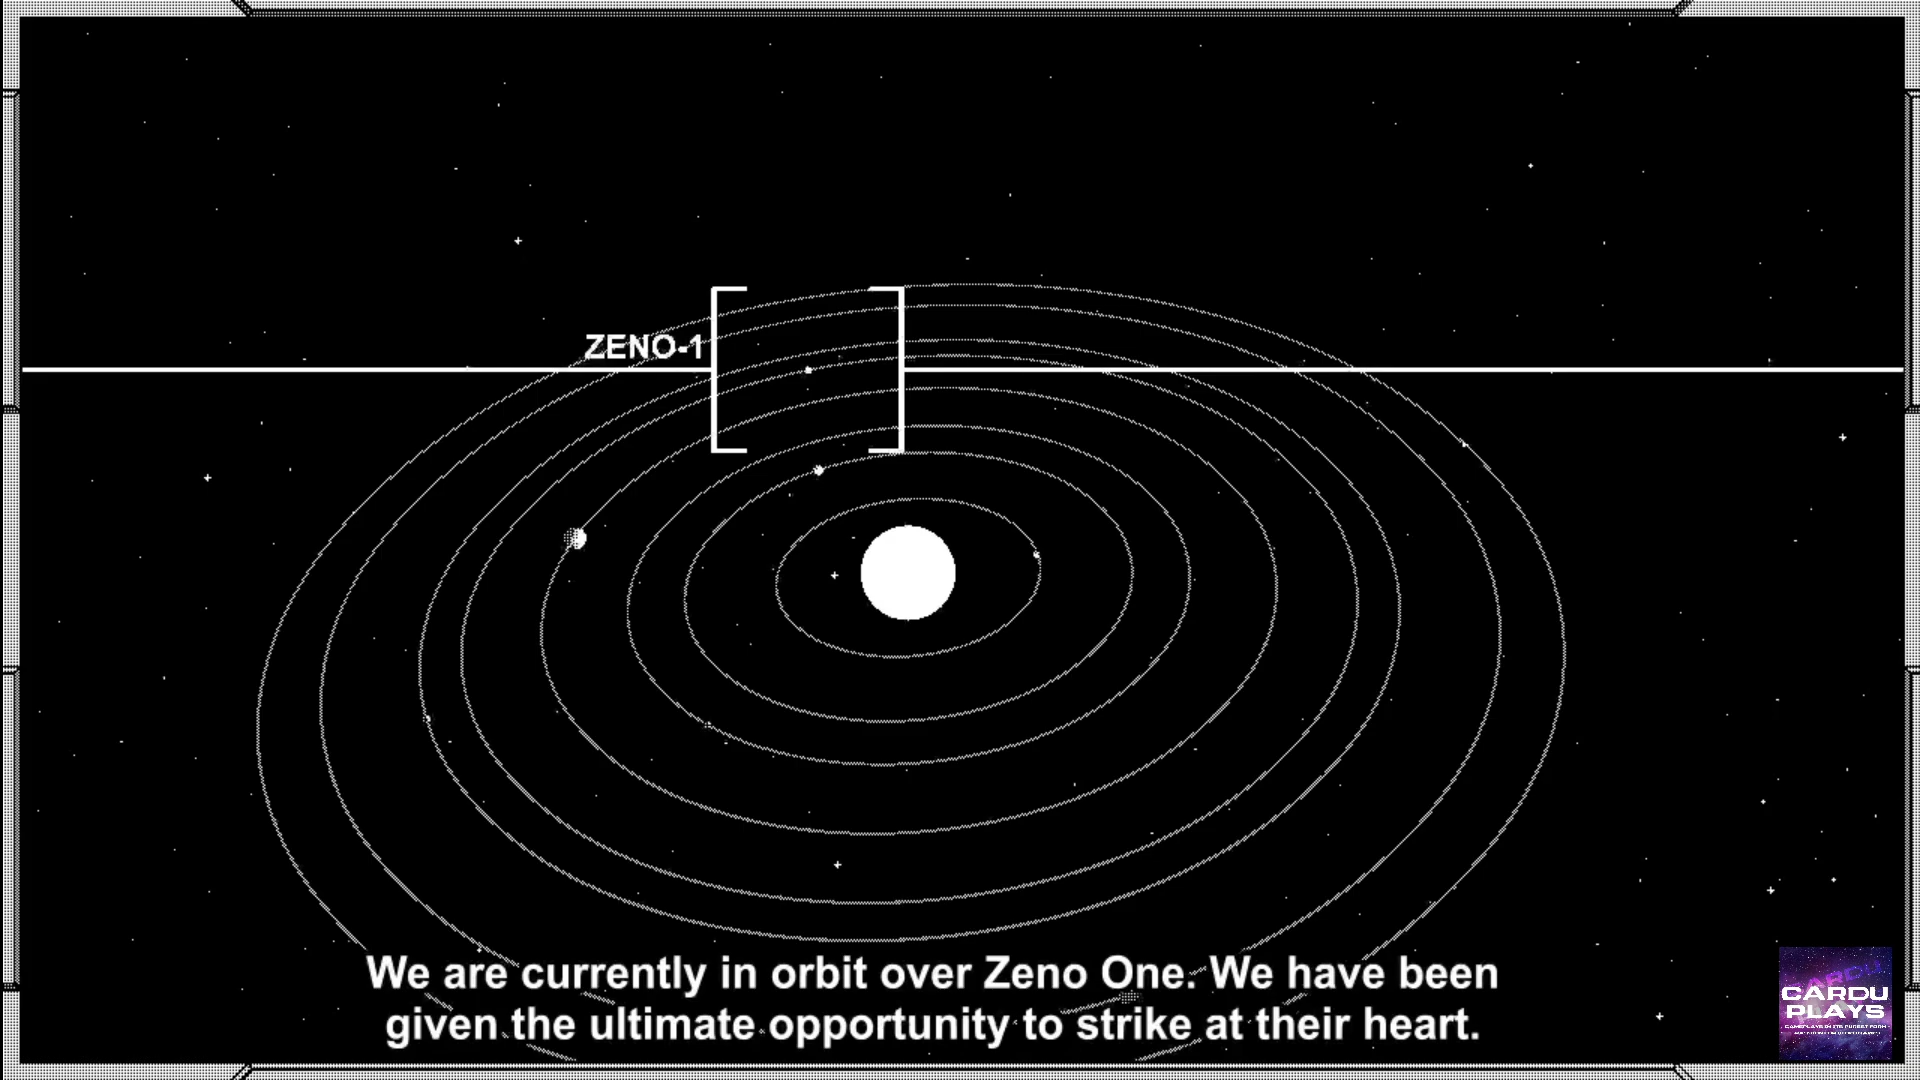 ZENO-1
We are currently in orbit over Zeno One. We have been
given the ultimate opportunity to strike at their heart.
CARDU
PLAYS